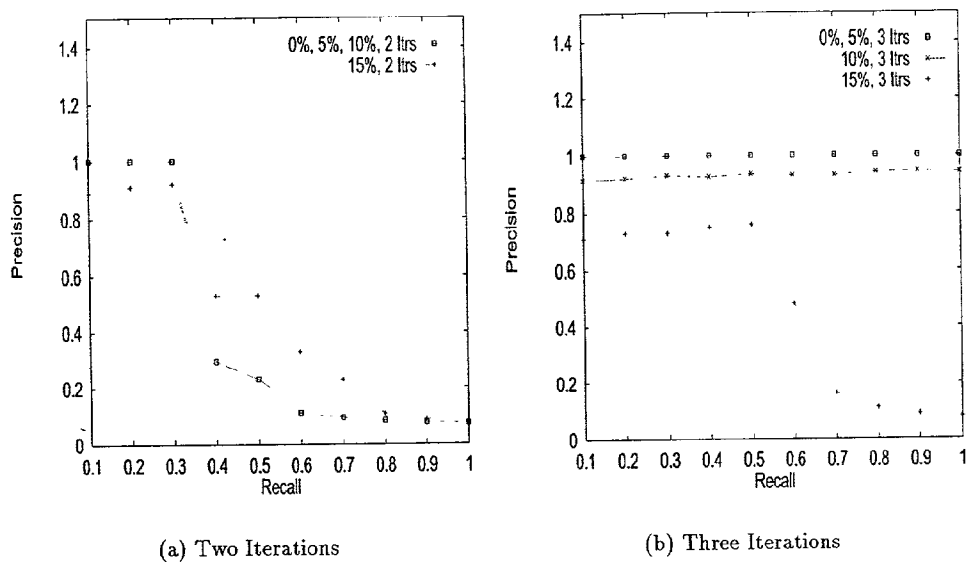 1.4
1.2
1
0.8
0.6
0.4
0.2
0
Precision
0%, 5%, 10%, 2 Itrs
15%, 2 Itrs
0.1 0.2 0.3 0.4 0.5 0.6 0.7 0.8 0.9 1
Recall
(a) Two Iterations
1.4
1.2
1
0.8
0.6
0.4
0.2
0
Precision
0%, 5%, 3 Itrs
10%, 3 Itrs
15%, 3 Itrs
0.1 0.2 0.3 0.4 0.5 0.6 0.7 0.8 0.9 1
Recall
(b) Three Iterations